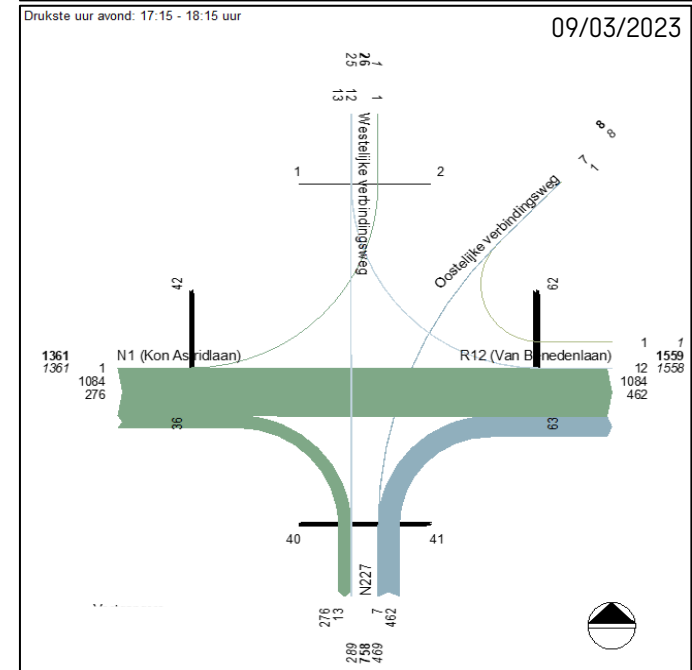 Drukste uur avond: 17:15 - 18:15 uur
09/03/2023
25 26 1
13 12 1
Westelijke verbindingsweg
1 2
8 8
7 1
Oostelijke verbindingsweg
42
62
1361
1361
N1 (Kon Astridlaan)
1
1084
276
R12 (Van Benedenlaan)
1 1
12
1084
462
1559
1558
36
63
40 41
N227
276 13 7 462
289 758 469